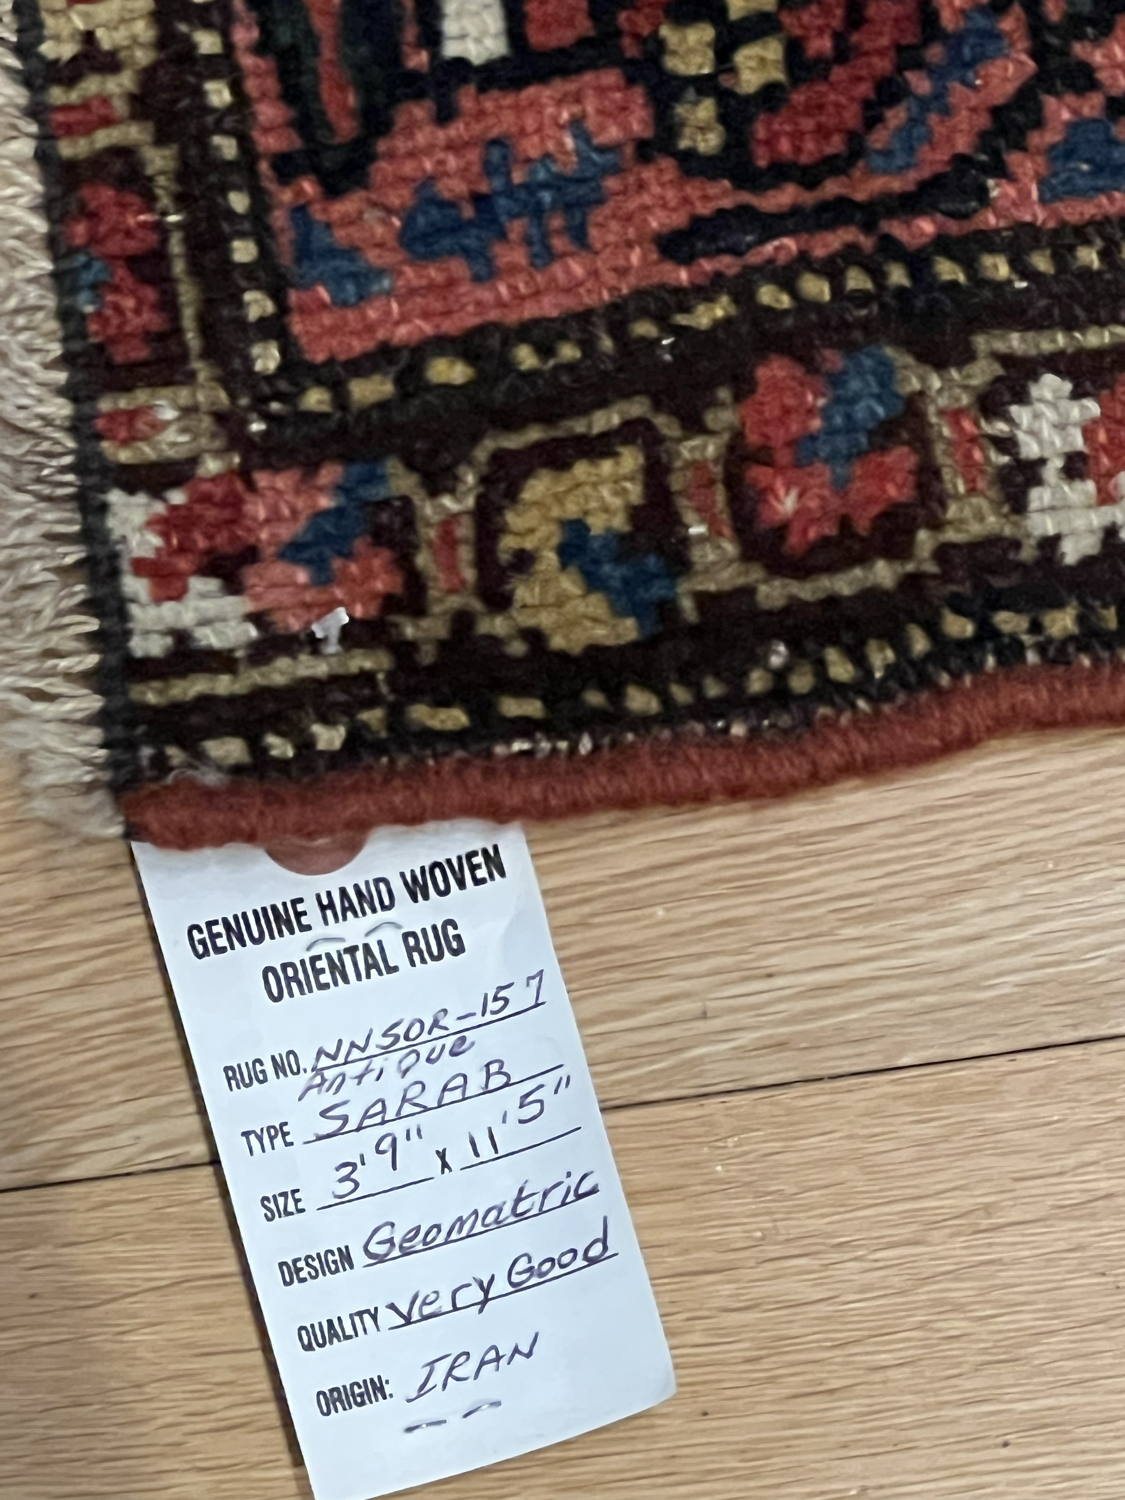 GENUINE HAND WOVEN
ORIENTAL RUG
RUG NO. NNSOR-157
Antique
TYPE SARAB
SIZE 3'9" x 11'5"
DESIGN Geomatric
QUALITY very Good
ORIGIN: IRAN